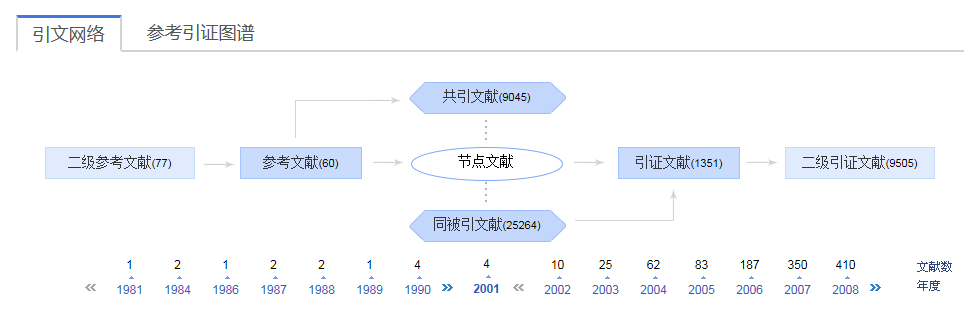 引文网络 参考引证图谱
共引文献(9045)
二级参考文献(77) 参考文献(60) 节点文献 引证文献(1351) 二级引证文献(9505)
同被引文献(25264)
1 2 1 2 2 1 4 4 10 25 62 83 187 350 410 文献数
« 1981 1984 1986 1987 1988 1989 1990 » 2001 « 2002 2003 2004 2005 2006 2007 2008 » 年度